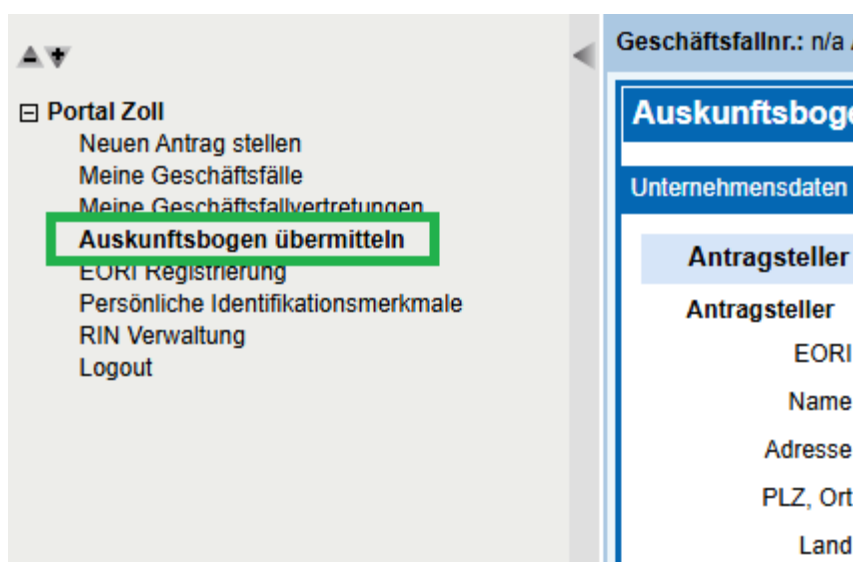 Portal Zoll
Neuen Antrag stellen
Meine Geschäftsfälle
Meine Geschäftsfallvertretungen
Auskunftsbogen übermitteln
EORI Registrierung
Persönliche Identifikationsmerkmale
RIN Verwaltung
Logout
Geschäftsfallnr.: n/a
Auskunftsboge
Unternehmensdaten
Antragsteller
Antragsteller
EORI
Name
Adresse
PLZ, Ort
Land